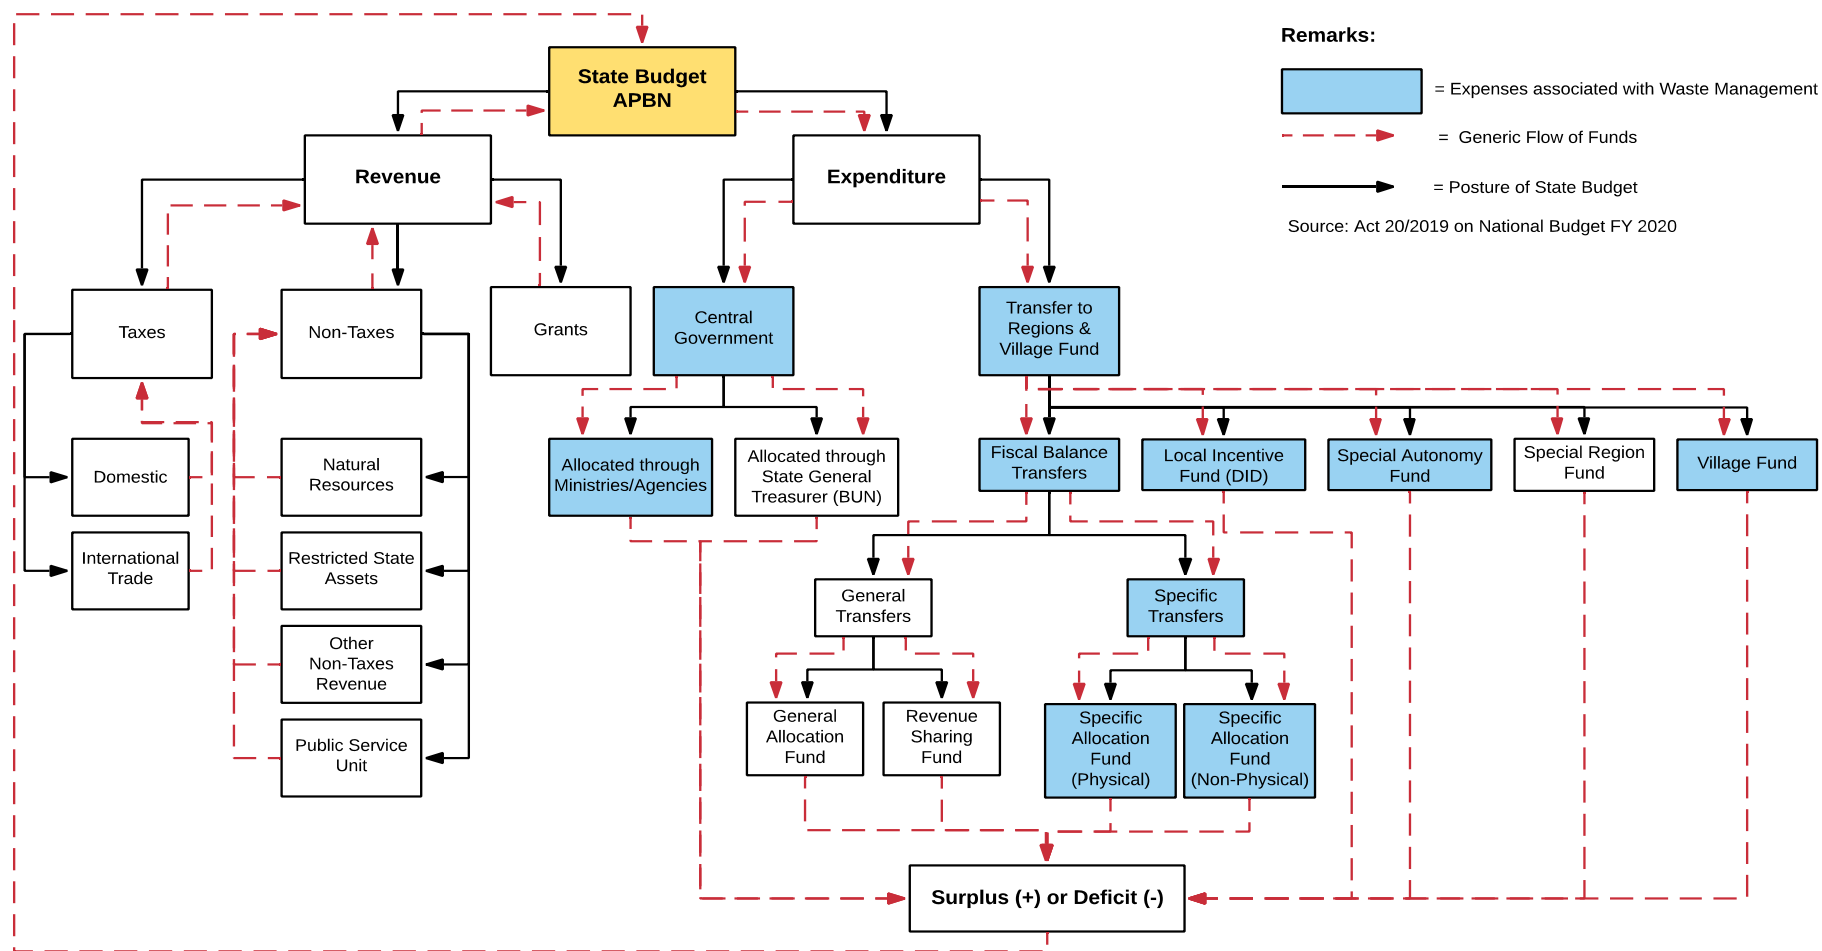 State Budget
APBN
Remarks:
= Expenses associated with Waste Management
= Generic Flow of Funds
= Posture of State Budget
Source: Act 20/2019 on National Budget FY 2020
Revenue
Expenditure
Taxes
Non-Taxes
Grants
Central
Government
Transfer to
Regions &
Village Fund
Domestic
International
Trade
Natural
Resources
Restricted State
Assets
Other
Non-Taxes
Revenue
Public Service
Unit
Allocated through
Ministries/Agencies
Allocated through
State General
Treasurer (BUN)
Fiscal Balance
Transfers
Local Incentive
Fund (DID)
Special Autonomy
Fund
Special Region
Fund
Village Fund
General
Transfers
Specific
Transfers
General
Allocation
Fund
Revenue
Sharing
Fund
Specific
Allocation
Fund
(Physical)
Specific
Allocation
Fund
(Non-Physical)
Surplus (+) or Deficit (-)